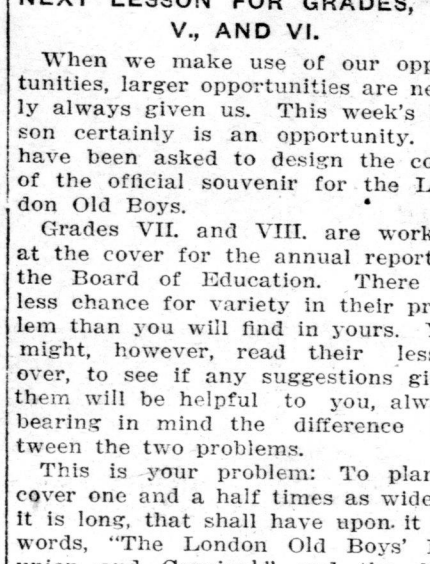 NEXT LESSON FOR GRADES,
V., AND VI.
When we make use of our opp
tunities, larger opportunities are ne
ly always given us. This week's
son certainly is an opportunity.
have been asked to design the co
of the official souvenir for the L
don Old Boys.
Grades VII. and VIII. are work
at the cover for the annual report
the Board of Education. There
less chance for variety in their pr
lem than you will find in yours.
might, however, read their less
over, to see if any suggestions gi
them will be helpful to you, alw
bearing in mind the difference
tween the two problems.
This is your problem: To plan
cover one and a half times as wide
it is long, that shall have upon it
words, "The London Old Boys'